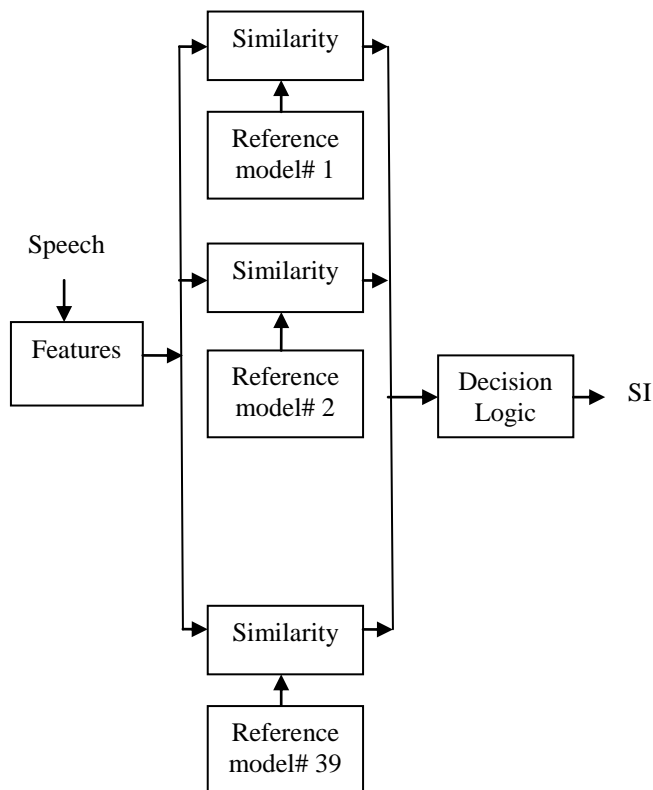 Similarity
Reference
model# 1
Speech
Similarity
Features
Reference
model# 2
Decision
Logic
SI
Similarity
Reference
model# 39